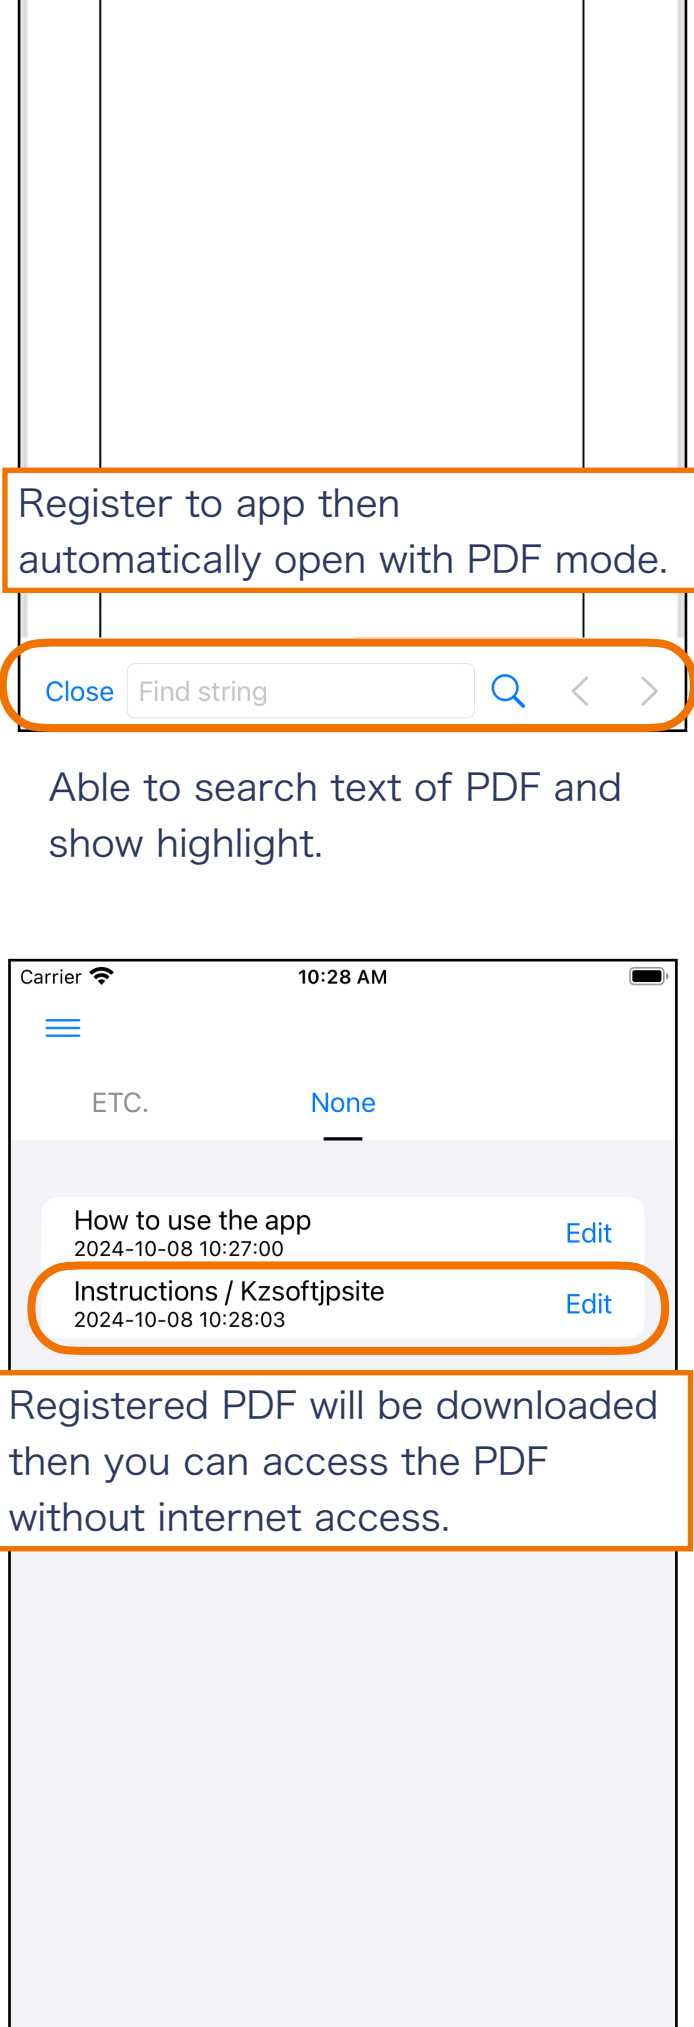 Register to app then
automatically open with PDF mode.
Close Find string
Able to search text of PDF and
show highlight.
Carrier 10:28 AM
ETC. None
How to use the app
2024-10-08 10:27:00
Edit
Instructions / Kzsoftjpsite
2024-10-08 10:28:03
Edit
Registered PDF will be downloaded
then you can access the PDF
without internet access.